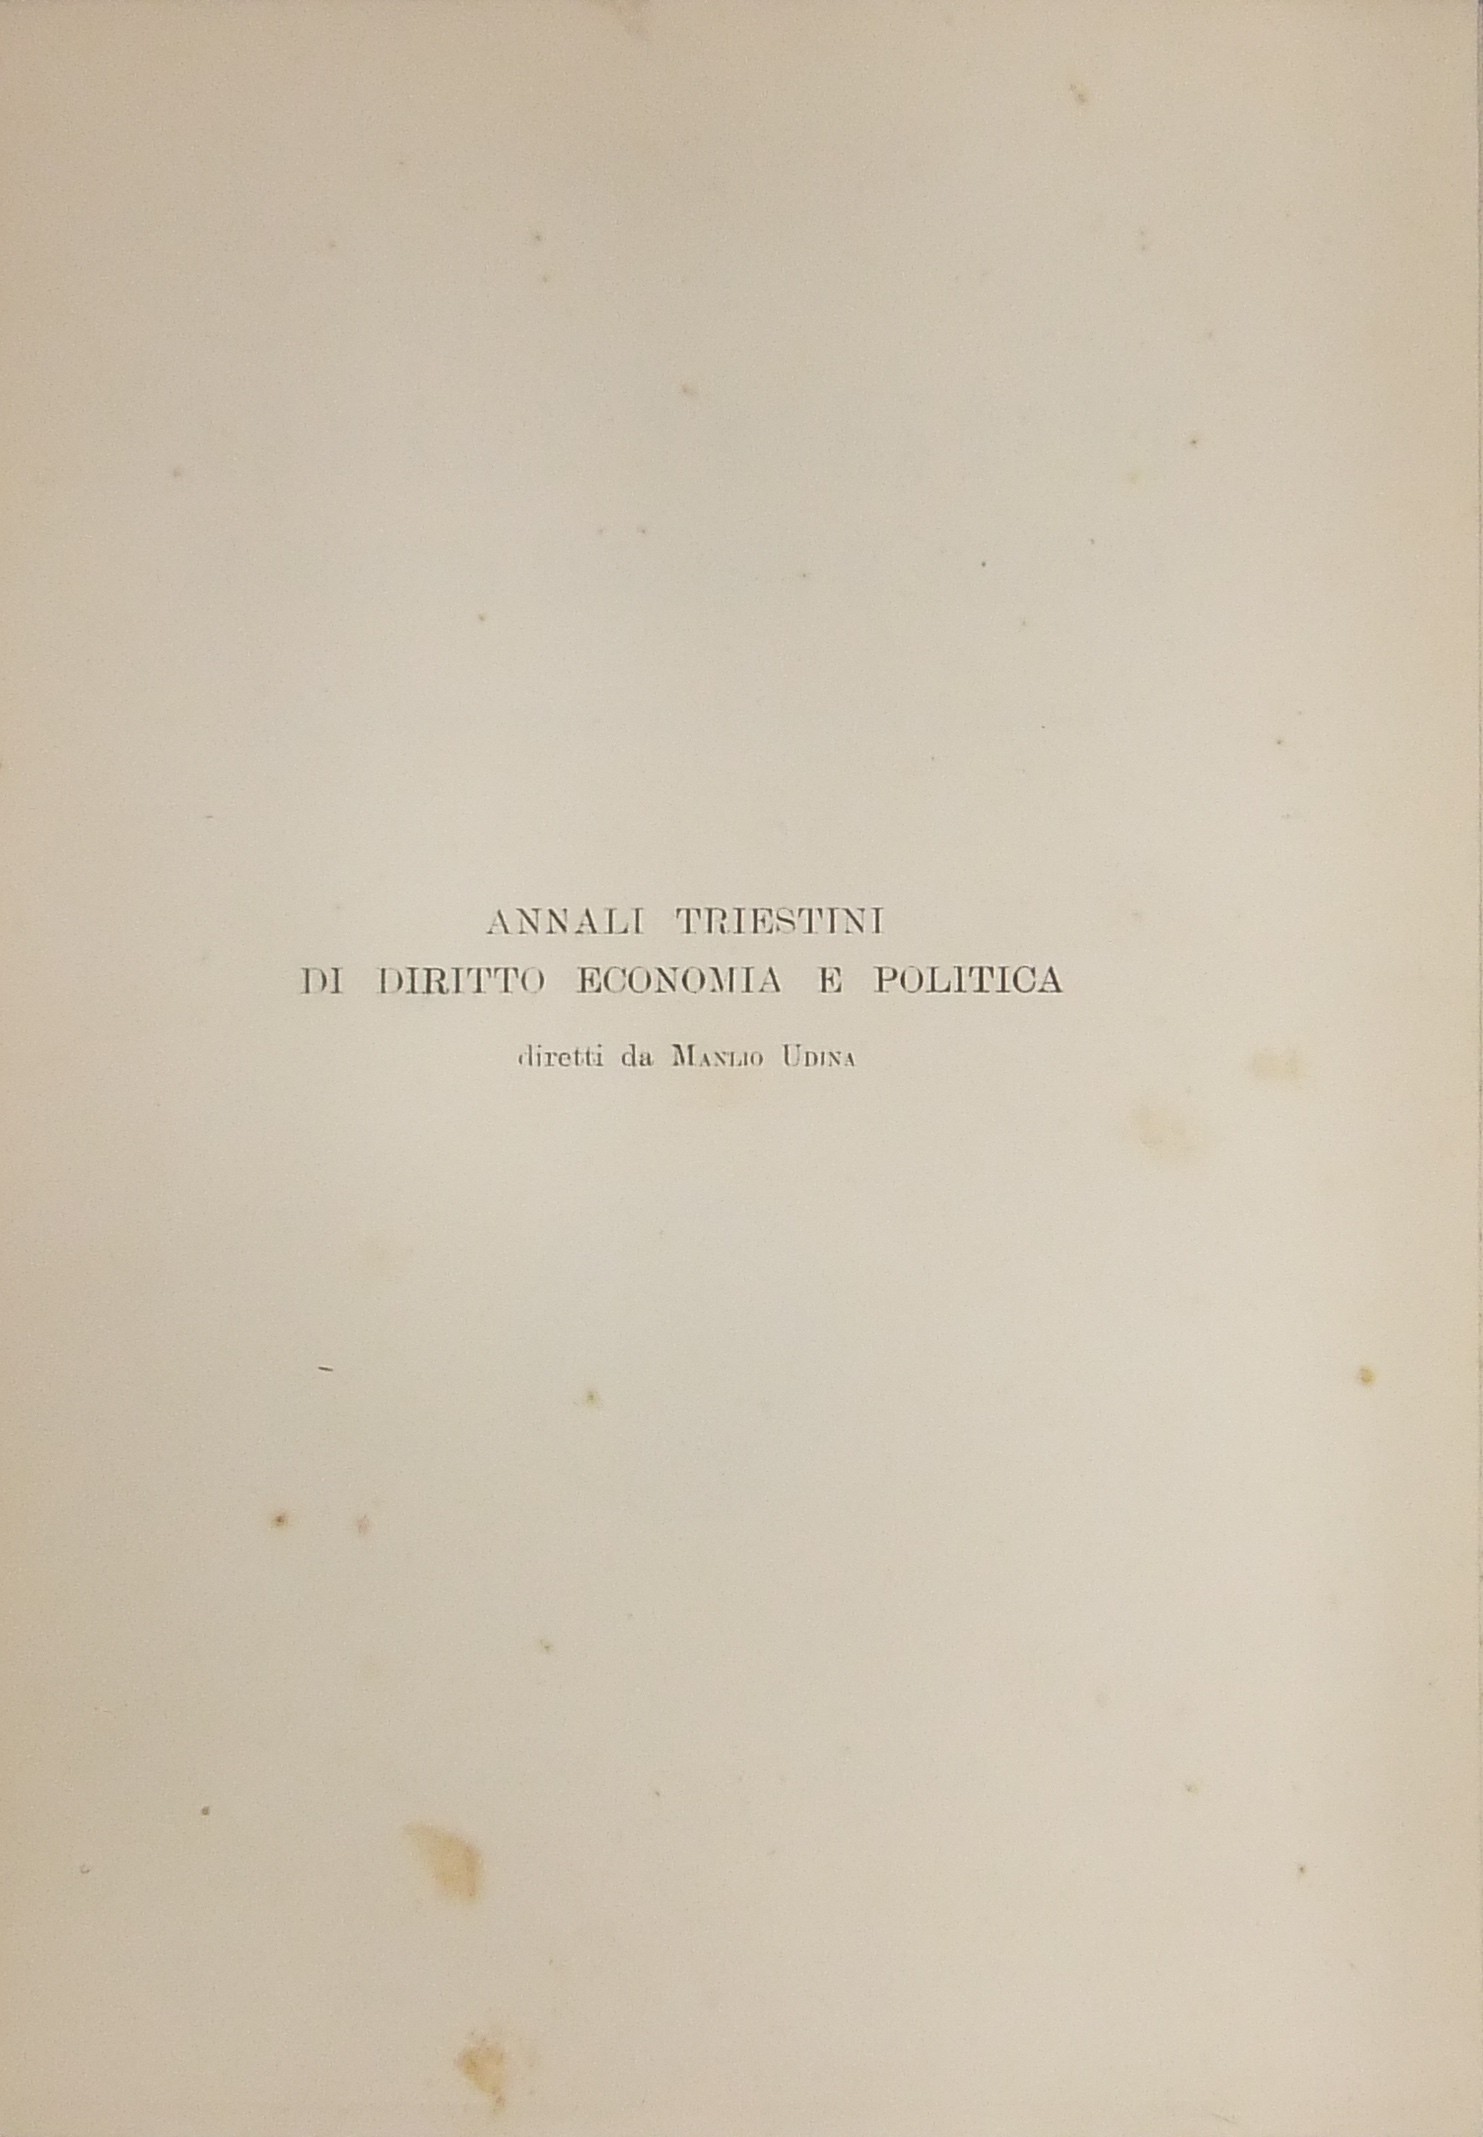 ANNALI TRIESTINI
DI DIRITTO ECONOMIA E POLITICA
diretti da MANLIO UDINA